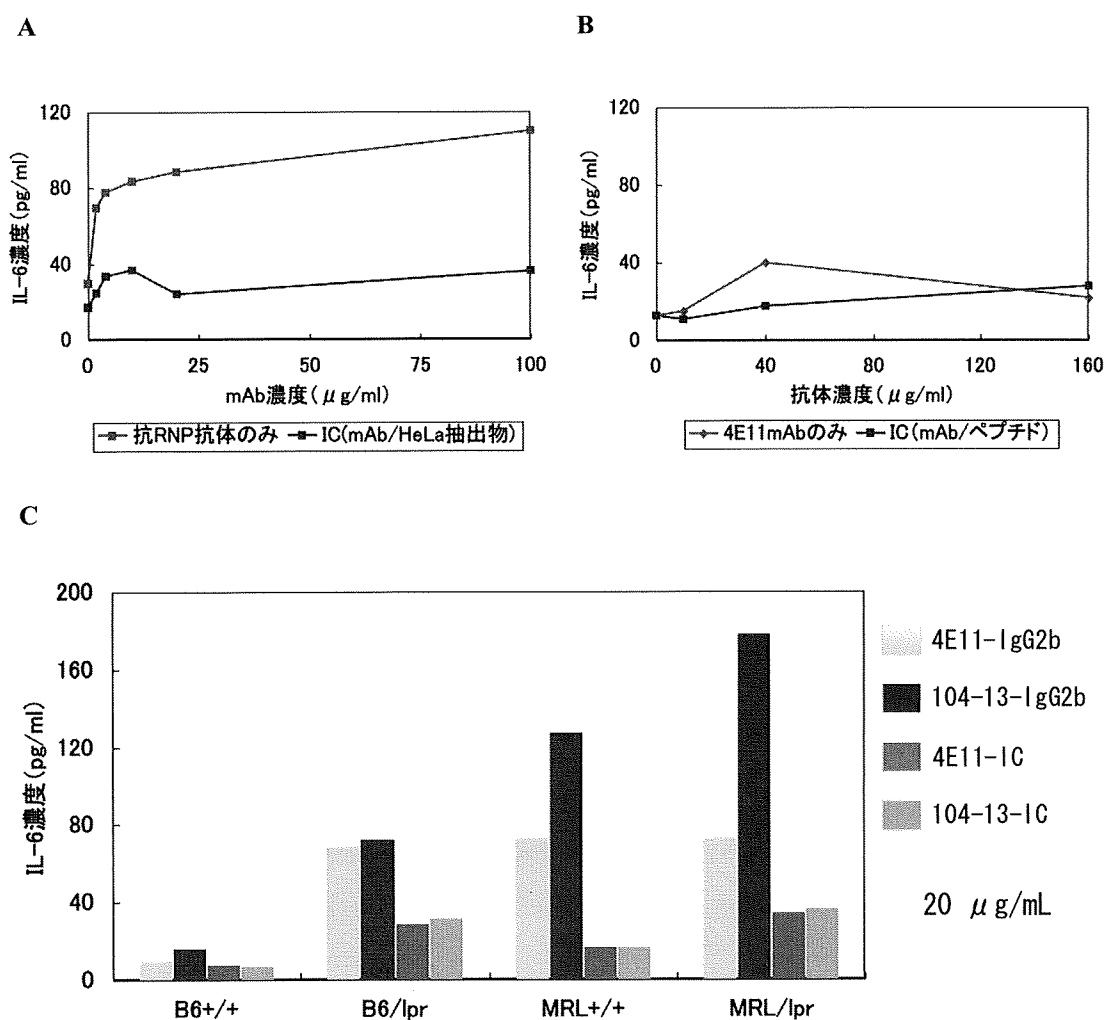 A
120
80
40
0
IL-6濃度(pg/ml)
0 25 50 75 100
mAb濃度(μg/ml)
抗RNP抗体のみ IC(mAb/HeLa抽出物)
B
120
80
40
0
IL-6濃度(pg/ml)
0 40 80 120 160
抗体濃度(μg/ml)
4E11mAbのみ IC(mAb/ペプチド)
C
200
160
120
80
40
0
IL-6濃度(pg/ml)
B6+/+ B6/lpr MRL+/+ MRL/lpr
4E11-IgG2b
104-13-IgG2b
4E11-IC
104-13-IC
20 μg/mL